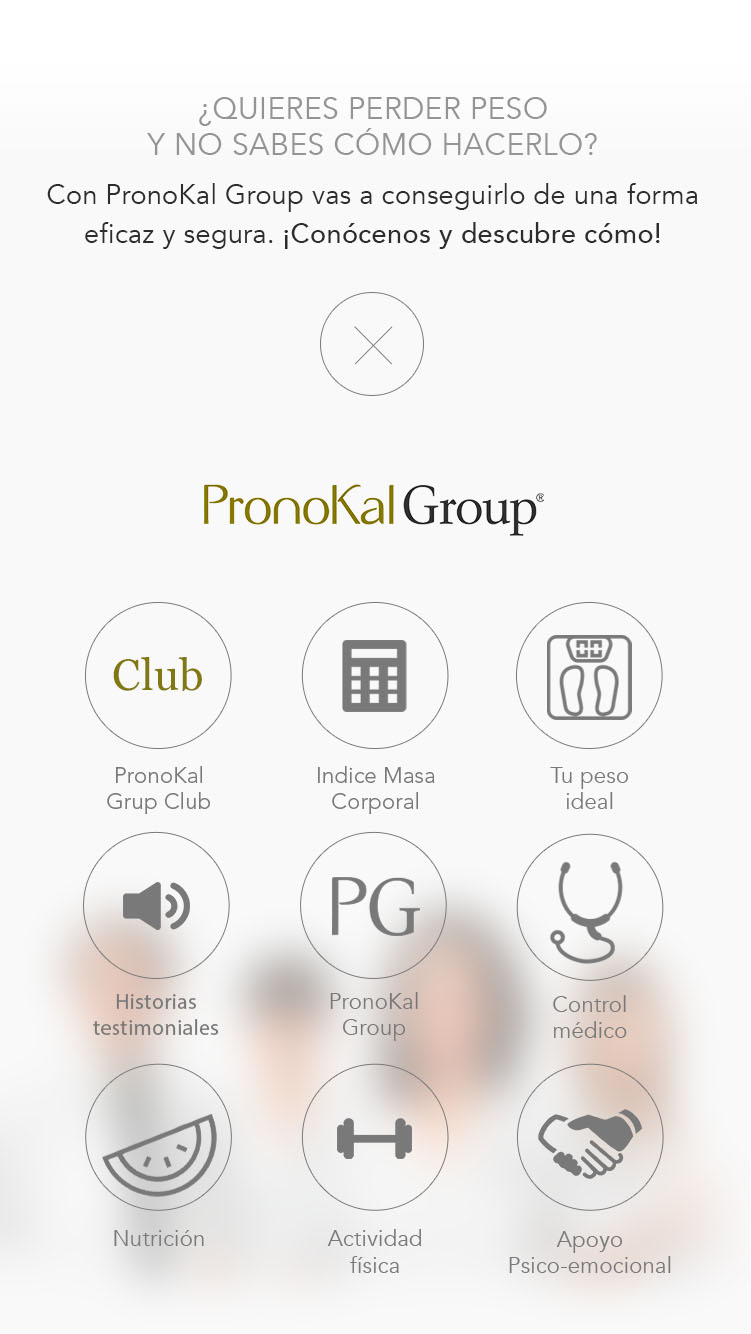 ¿QUIERES PERDER PESO
Y NO SABES CÓMO HACERLO?
Con PronoKal Group vas a conseguirlo de una forma
eficaz y segura. ¡Conócenos y descubre cómo!
PronoKal Group®
Club
PronoKal
Grup Club
Indice Masa
Corporal
Tu peso
ideal
Historias
testimoniales
PG
PronoKal
Group
Control
médico
Nutrición
Actividad
física
Apoyo
Psico-emocional